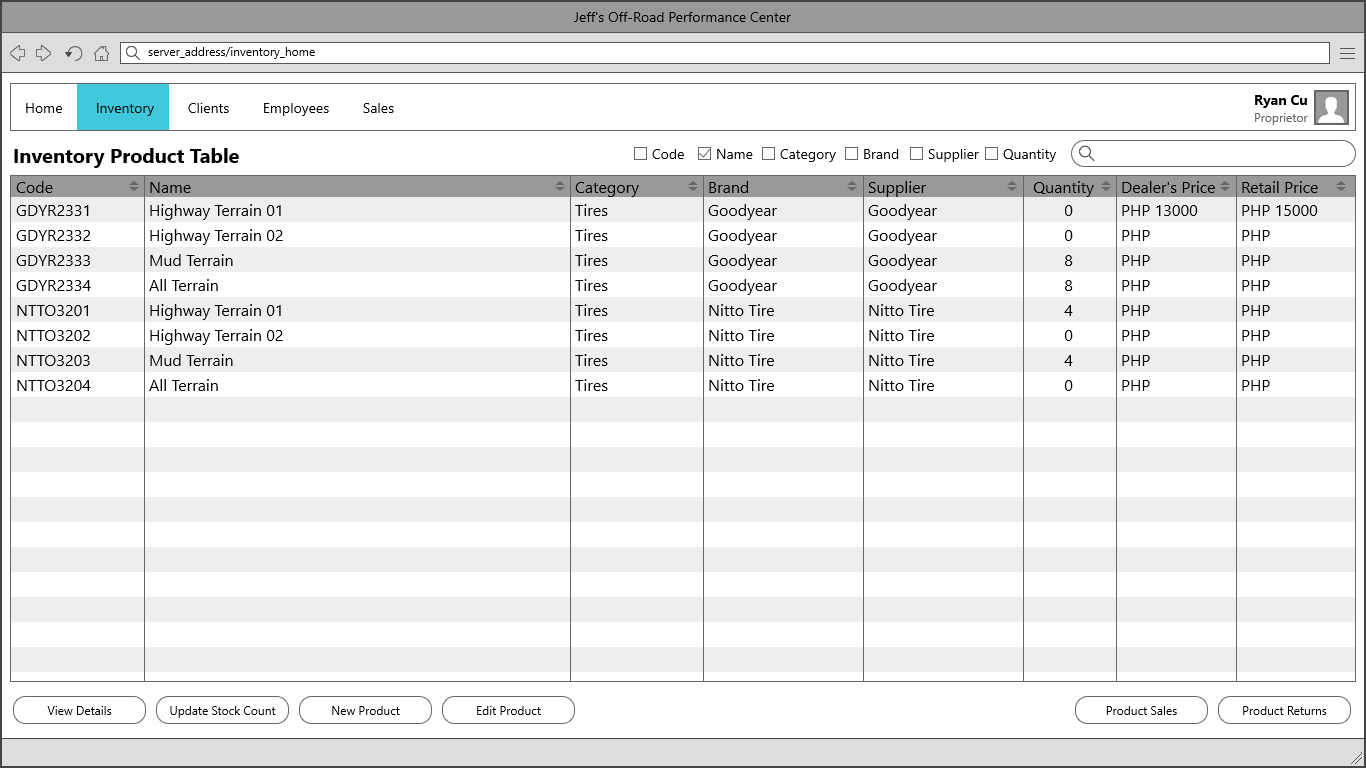 Jeff's Off-Road Performance Center
server_address/inventory_home
Home Inventory Clients Employees Sales Ryan Cu
Proprietor
Inventory Product Table Code Name Category Brand Supplier Quantity
Code Name Category Brand Supplier Quantity Dealer's Price Retail Price
GDYR2331 Highway Terrain 01 Tires Goodyear Goodyear 0 PHP 13000 PHP 15000
GDYR2332 Highway Terrain 02 Tires Goodyear Goodyear 0 PHP PHP
GDYR2333 Mud Terrain Tires Goodyear Goodyear 8 PHP PHP
GDYR2334 All Terrain Tires Goodyear Goodyear 8 PHP PHP
NTTO3201 Highway Terrain 01 Tires Nitto Tire Nitto Tire 4 PHP PHP
NTTO3202 Highway Terrain 02 Tires Nitto Tire Nitto Tire 0 PHP PHP
NTTO3203 Mud Terrain Tires Nitto Tire Nitto Tire 4 PHP PHP
NTTO3204 All Terrain Tires Nitto Tire Nitto Tire 0 PHP PHP
View Details Update Stock Count New Product Edit Product Product Sales Product Returns